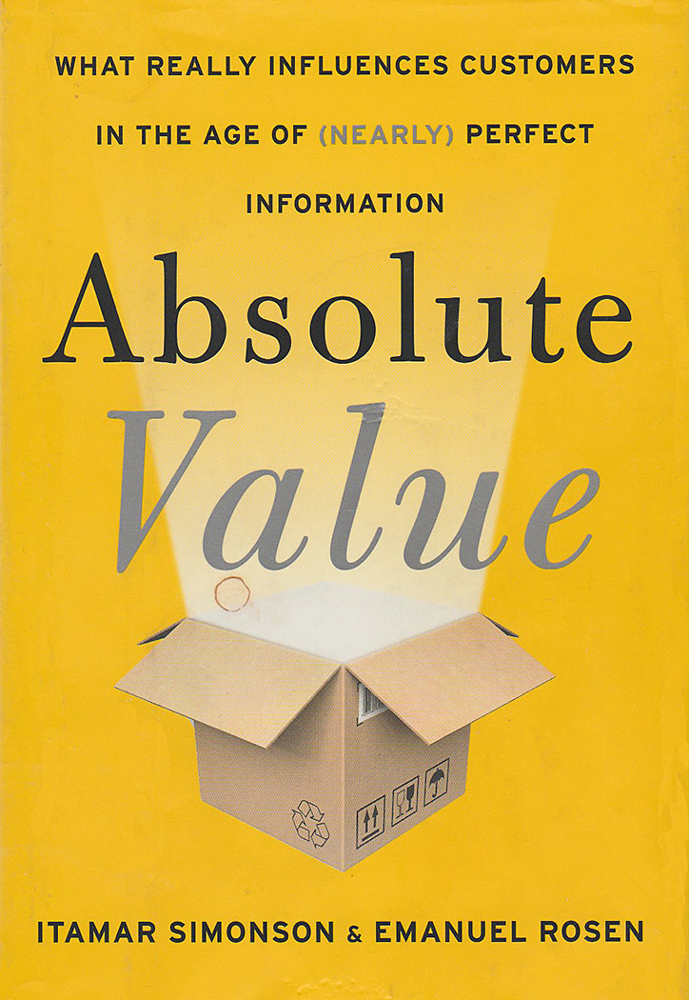 WHAT REALLY INFLUENCES CUSTOMERS
IN THE AGE OF (NEARLY) PERFECT
INFORMATION
Absolute
Value
ITAMAR SIMONSON & EMANUEL ROSEN